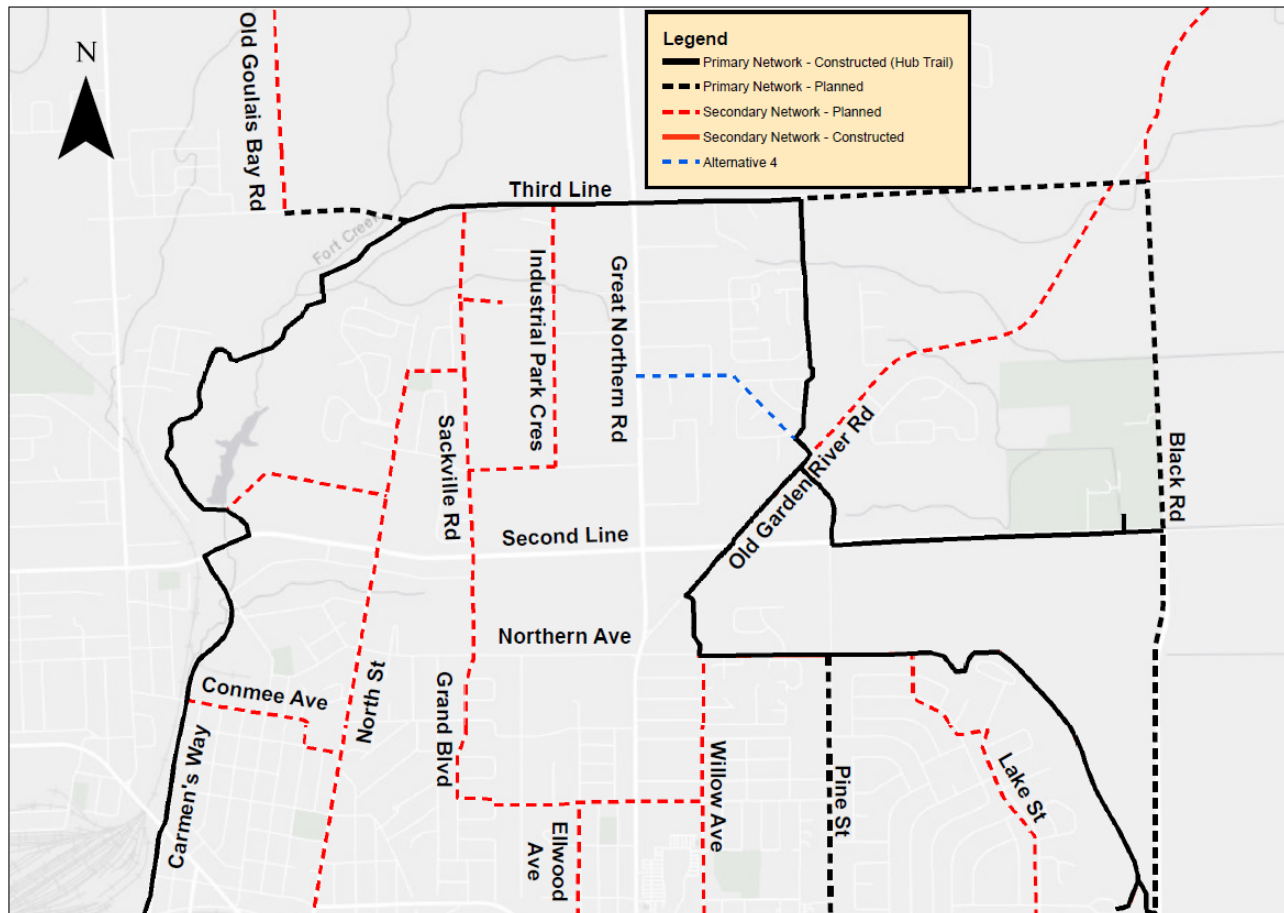 Old Goulais Bay Rd
N
Legend
Primary Network - Constructed (Hub Trail)
Primary Network - Planned
Secondary Network - Planned
Secondary Network - Constructed
Alternative 4
Third Line
Fort Creek
Industrial Park Cres
Great Northern Rd
Sackville Rd
Old Garden River Rd
Black Rd
Second Line
Northern Ave
Conmee Ave
North St
Grand Blvd
Carmen's Way
Willow Ave
Pine St
Lake St
Ellwood
Ave